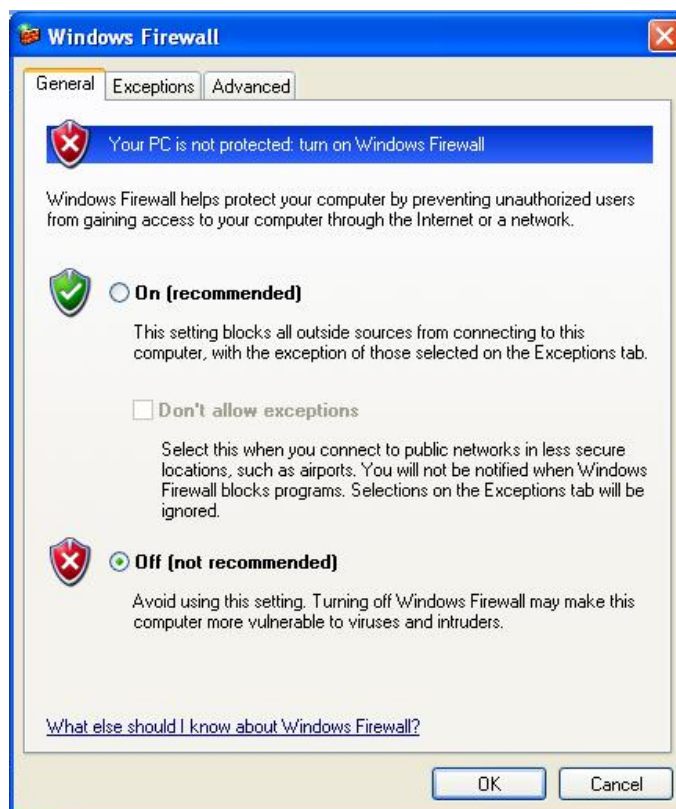 Windows Firewall
General Exceptions Advanced
Your PC is not protected: turn on Windows Firewall
Windows Firewall helps protect your computer by preventing unauthorized users
from gaining access to your computer through the Internet or a network.
On (recommended)
This setting blocks all outside sources from connecting to this
computer, with the exception of those selected on the Exceptions tab.
Don't allow exceptions
Select this when you connect to public networks in less secure
locations, such as airports. You will not be notified when Windows
Firewall blocks programs. Selections on the Exceptions tab will be
ignored.
Off (not recommended)
Avoid using this setting. Turning off Windows Firewall may make this
computer more vulnerable to viruses and intruders.
What else should I know about Windows Firewall?
OK Cancel